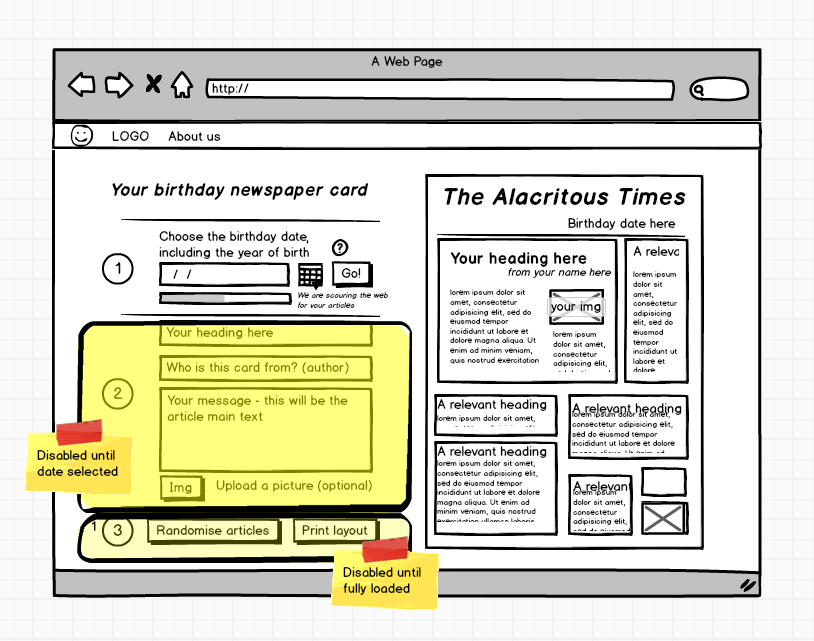 A Web Page
http://
LOGO
About us
Your birthday newspaper card
1
Choose the birthday date,
including the year of birth
?
/ /
Go!
We are scouring the web
for your articles
2
Your heading here
Who is this card from? (author)
Your message - this will be the
article main text
Img
Upload a picture (optional)
Disabled until
date selected
1
3
Randomise articles
Print layout
Disabled until
fully loaded
The Alacritous Times
Birthday date here
Your heading here
from your name here
lorem ipsum dolor sit
amet, consectetur
adipisicing elit, sed do
eiusmod tempor
incididunt ut labore et
dolore magna aliqua. Ut
enim ad minim veniam,
quis nostrud exercitation
your img
lorem ipsum
dolor sit amet,
consectetur
adipisicing elit,
A relevc
lorem ipsum
dolor sit
amet,
consectetur
adipisicing
elit, sed do
eiusmod
tempor
incididunt ut
labore et
dolore
A relevant heading
lorem ipsum dolor sit amet,
A relevant heading
lorem ipsum dolor sit amet,
consectetur adipisicing elit,
sed do eiusmod tempor
incididunt ut labore et dolore
magna aliqua. Ut enim ad
minim veniam, quis nostrud
exercitation ullamco laboris
A relevant heading
lorem ipsum dolor sit amet,
consectetur adipisicing elit,
sed do eiusmod tempor
incididunt ut labore et dolore
magna aliqua. Ut enim ad
A relevant
lorem ipsum
dolor sit amet,
consectetur
adipisicing elit,
sed do eiusmod